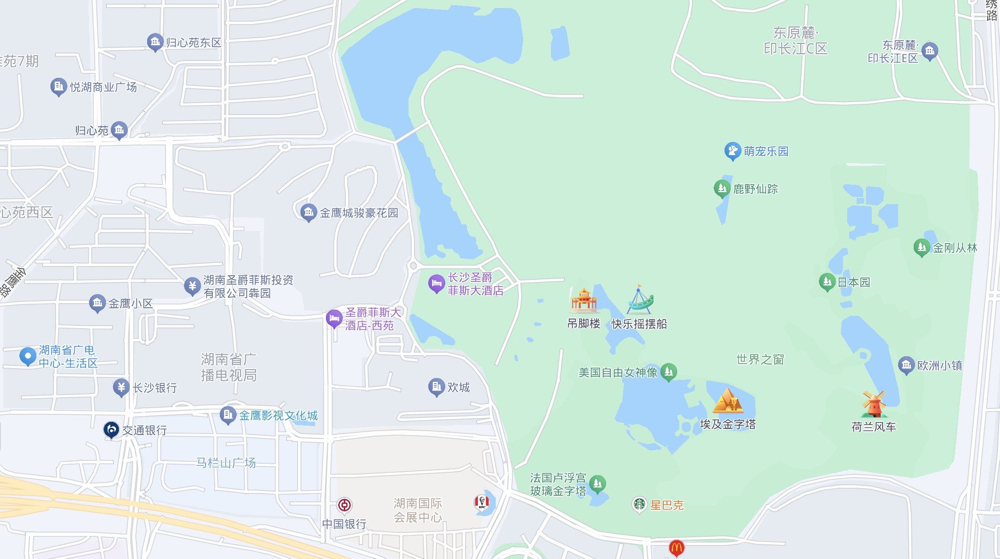 绣路
东原麓·
印长江C区
东原麓·
印长江E区
归心苑东区
苑7期
悦湖商业广场
归心苑
萌宠乐园
鹿野仙踪
心苑西区
金鹰城骏豪花园
金刚丛林
金鹰路
湖南圣爵菲斯投资
有限公司犇园
长沙圣爵
菲斯大酒店
日本园
金鹰小区
圣爵菲斯大
酒店-西苑
吊脚楼
快乐摇摆船
湖南省广电
中心-生活区
湖南省广
播电视局
世界之窗
欧洲小镇
美国自由女神像
长沙银行
欢城
金鹰影视文化城
埃及金字塔
荷兰风车
交通银行
马栏山广场
法国卢浮宫
玻璃金字塔
湖南国际
会展中心
KFC
星巴克
中国银行